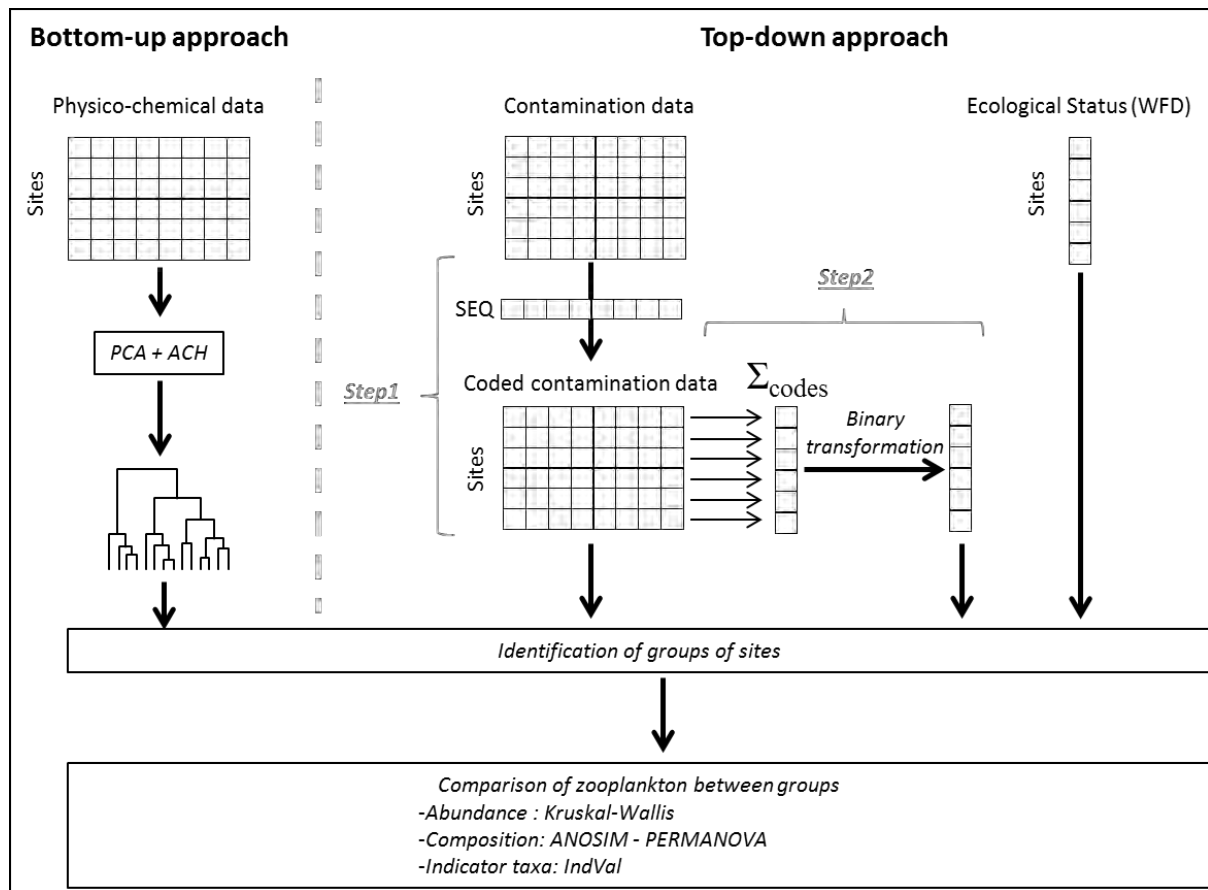 Bottom-up approach
Top-down approach
Physico-chemical data
Sites
PCA + ACH
Contamination data
Sites
SEQ
Step1
Coded contamination data
Sites
Step2
Σcodes
Binary
transformation
Ecological Status (WFD)
Sites
Identification of groups of sites
Comparison of zooplankton between groups
-Abundance : Kruskal-Wallis
-Composition: ANOSIM - PERMANOVA
-Indicator taxa: IndVal